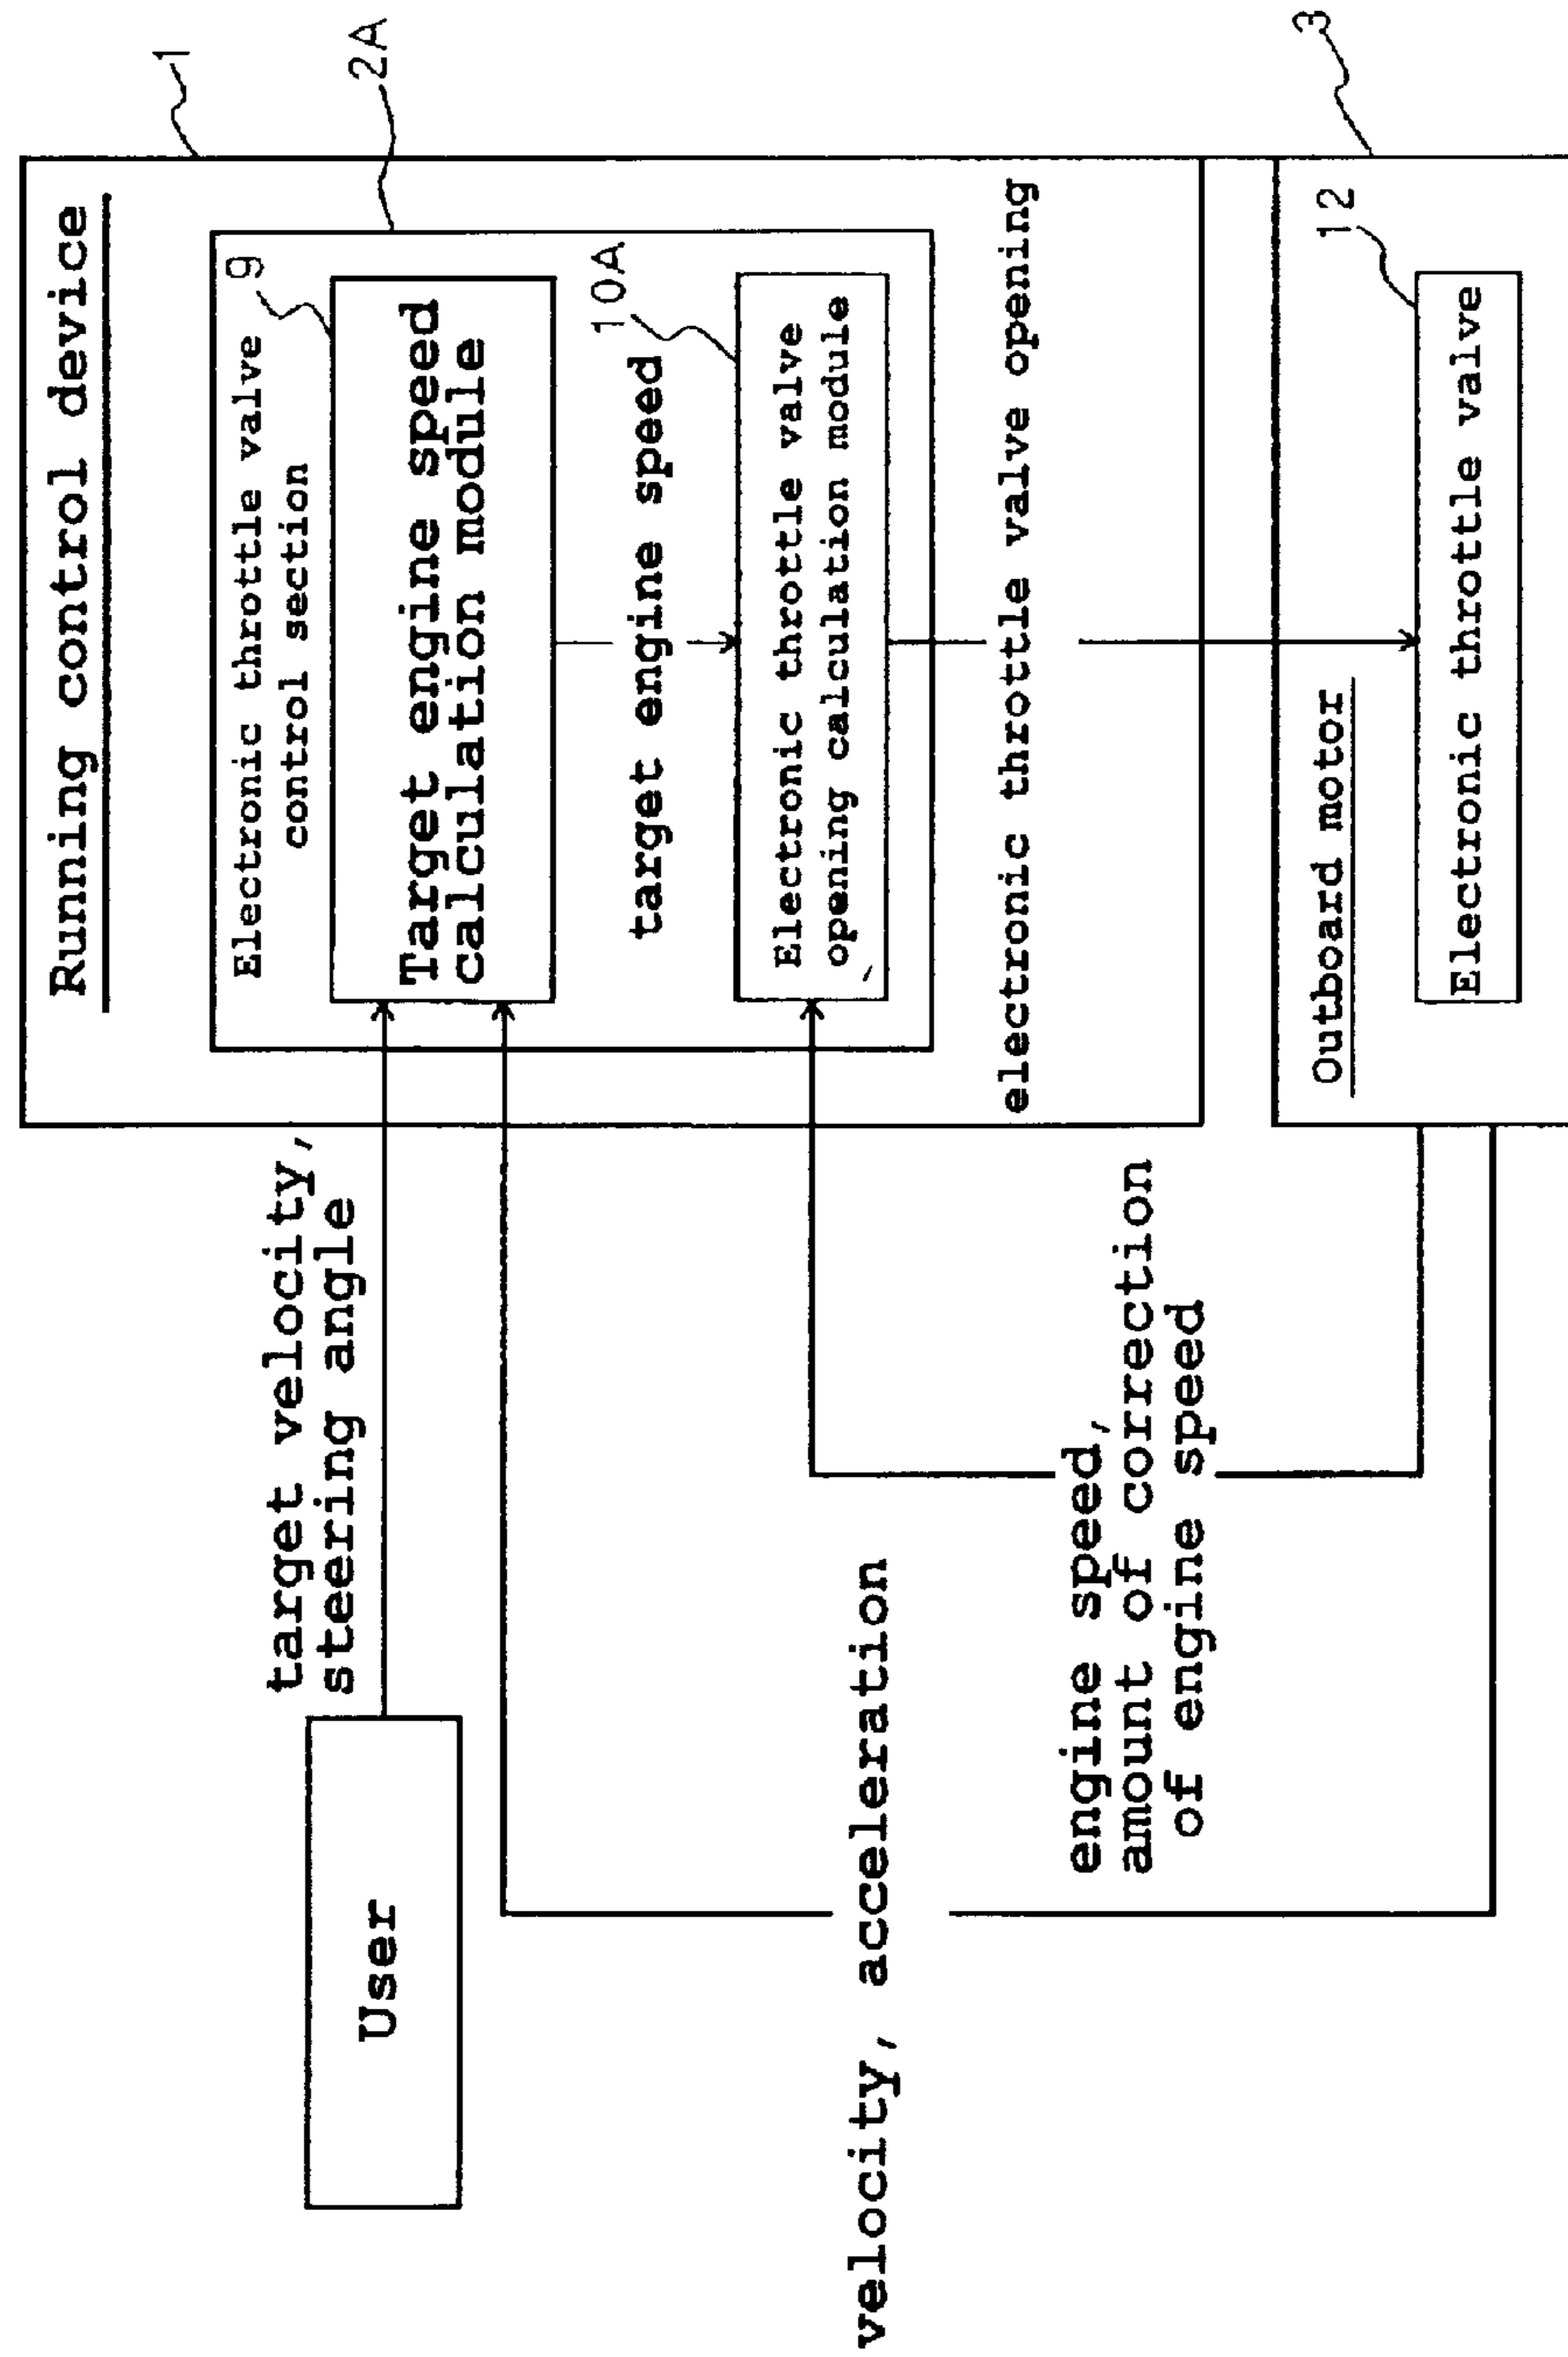 Running control device
1
Electronic throttle valve
control section
2A
9
Target engine speed
calculation module
target engine speed
10A
Electronic throttle valve
opening calculation module
electronic throttle valve opening
Outboard motor
3
12
Electronic throttle valve
target velocity,
steering angle
User
velocity, acceleration
engine speed,
amount of correction
of engine speed